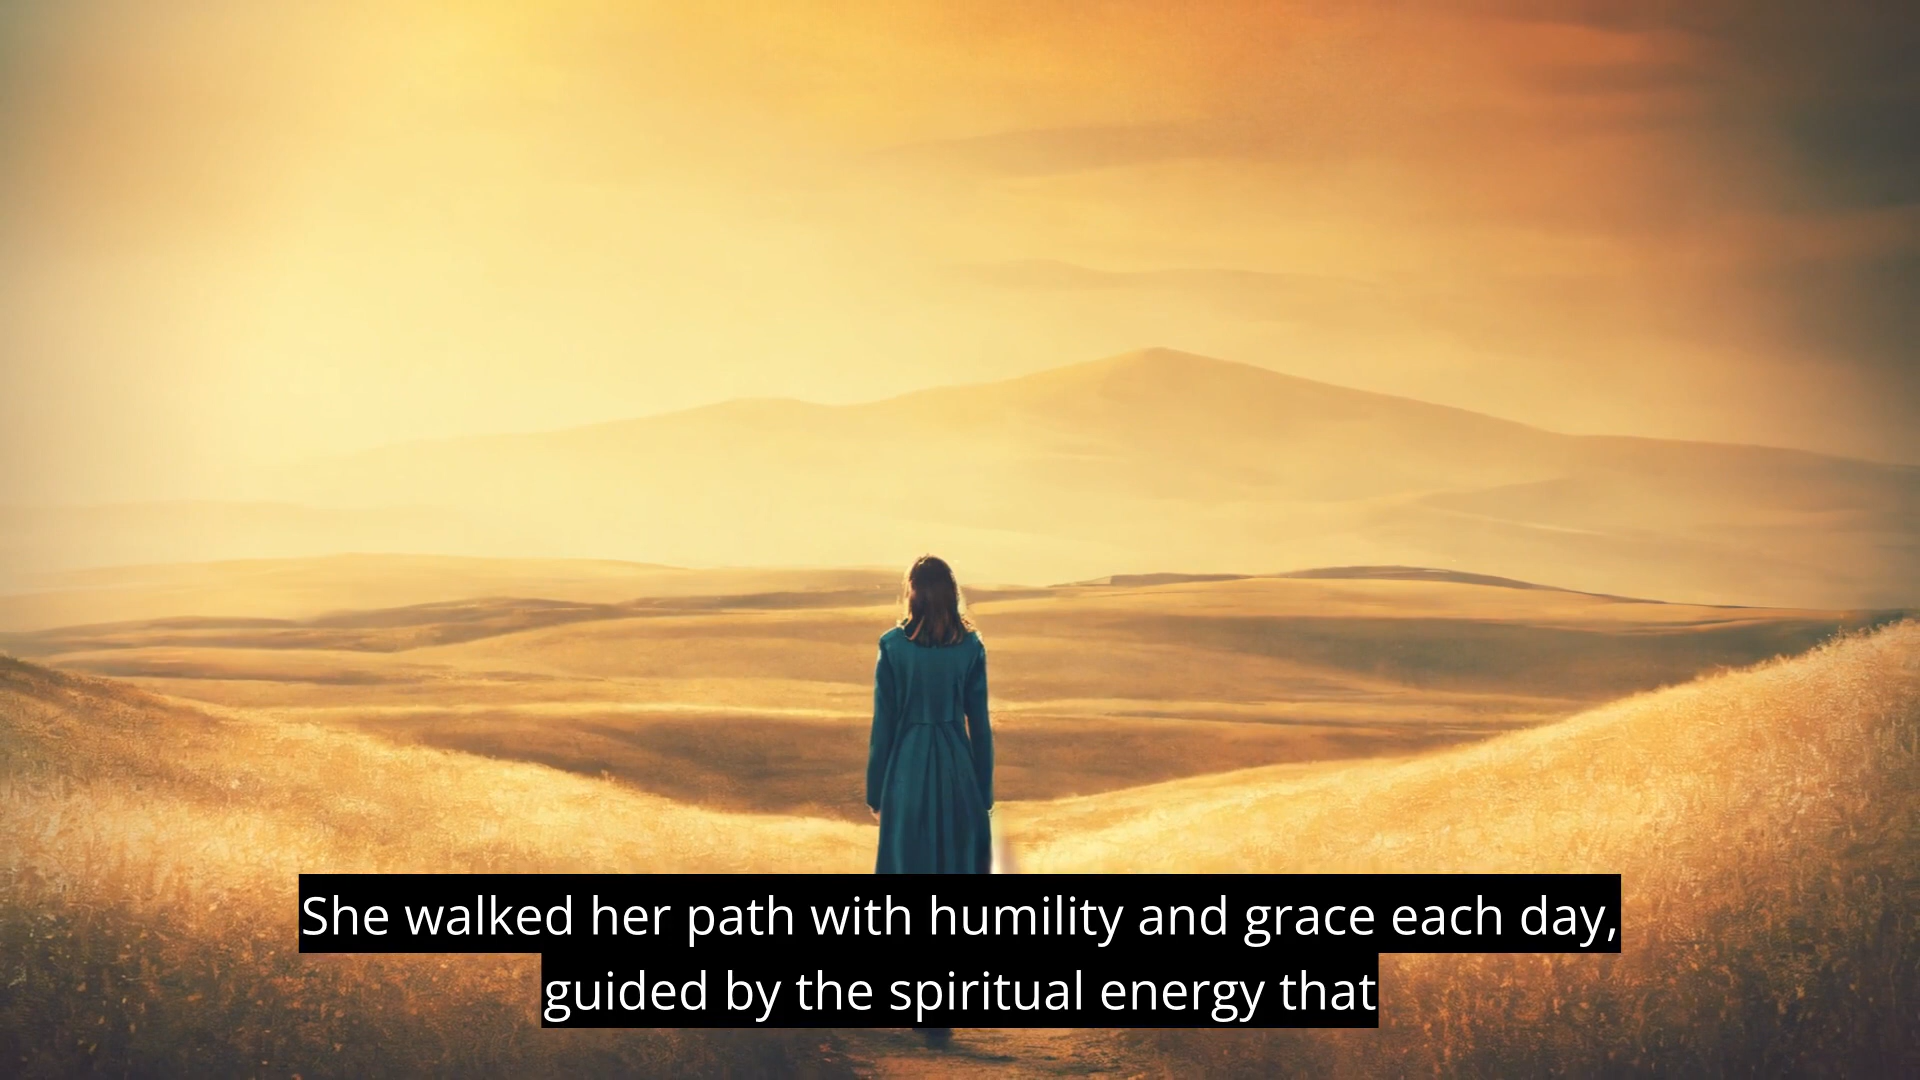 She walked her path with humility and grace each day,
guided by the spiritual energy that